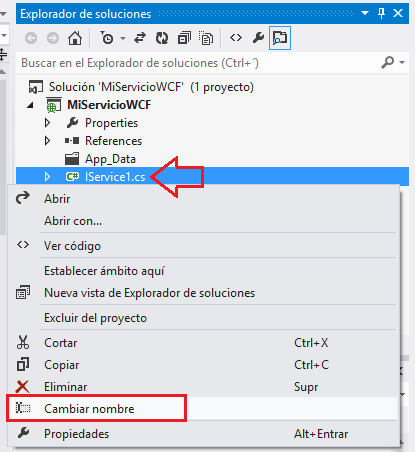 Explorador de soluciones
Buscar en el Explorador de soluciones (Ctrl+´)
Solución 'MiServicioWCF' (1 proyecto)
MiServicioWCF
Properties
References
App_Data
C# IService1.cs
Abrir
Abrir con...
Ver código
Establecer ámbito aquí
Nueva vista de Explorador de soluciones
Excluir del proyecto
Cortar Ctrl+X
Copiar Ctrl+C
Eliminar Supr
Cambiar nombre
Propiedades Alt+Entrar